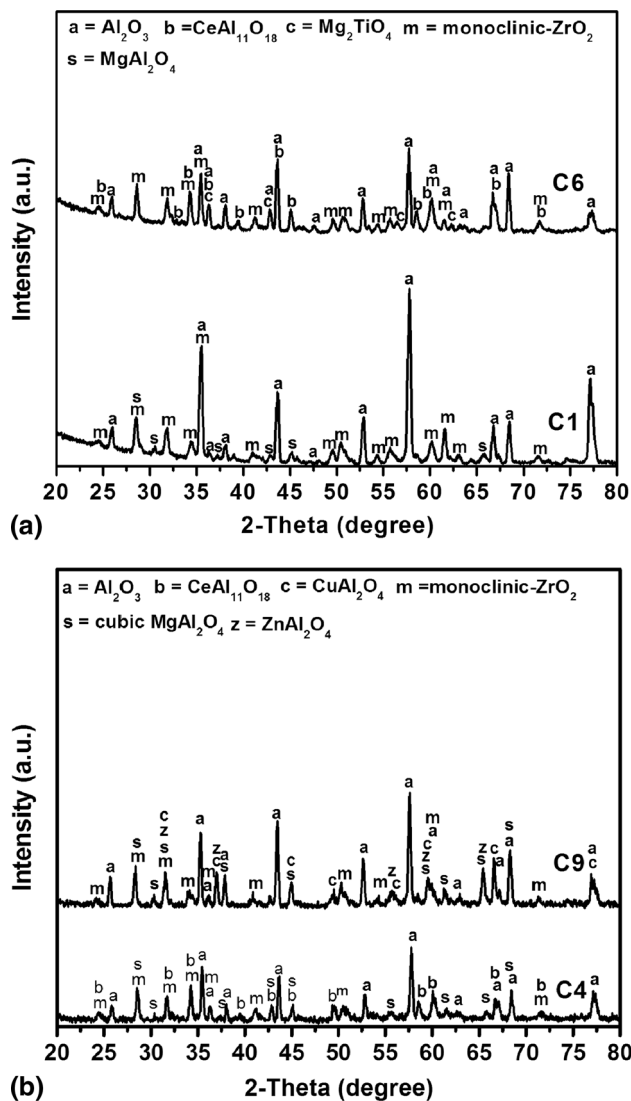 a = Al₂O₃ b =CeAl₁₁O₁₈ c = Mg₂TiO₄ m = monoclinic-ZrO₂
s = MgAl₂O₄
Intensity (a.u.)
C6
m
b
a
m
m
b
b
m
a
m
a
b
c
a
b
m
a
c
a
b
b
a
m
m
a
m
m
c
a
b
a
m
b
a
m
c
a
a
b
a
m
b
a
C1
m
a
s
m
s
m
m
a
m
a
s
a
m
s
a
s
a
m
m
a
m
m
a
m
m
m
s
a
a
m
a
20 25 30 35 40 45 50 55 60 65 70 75 80
2-Theta (degree)
(a)
a = Al₂O₃ b = CeAl₁₁O₁₈ c = CuAl₂O₄ m =monoclinic-ZrO₂
s = cubic MgAl₂O₄ z = ZnAl₂O₄
Intensity (a.u.)
C9
m
a
s
m
s
c
z
s
m
m
a
m
a
z
c
a
s
m
a
c
s
c
m
a
m
z
c
a
m
a
c
z
s
s
a
z
s
c
a
s
a
m
a
c
C4
b
m
a
s
m
s
b
m
b
m
a
m
a
s
a
b
m
b
s
a
s
b
b
m
a
s
a
b
b
s
a
s
b
a
s
a
b
m
a
20 25 30 35 40 45 50 55 60 65 70 75 80
2-Theta (degree)
(b)